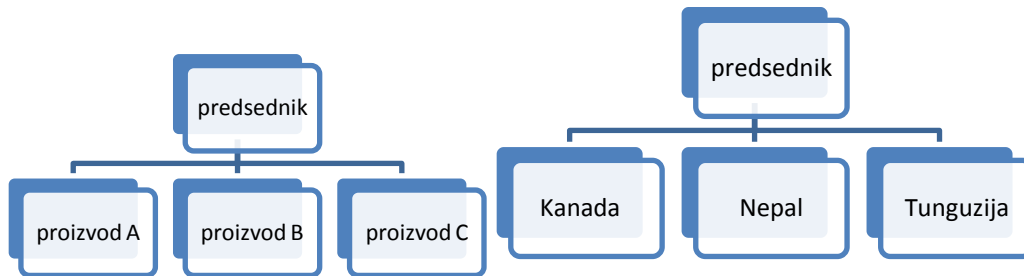 predsednik
proizvod A
proizvod B
proizvod C
predsednik
Kanada
Nepal
Tunguzija